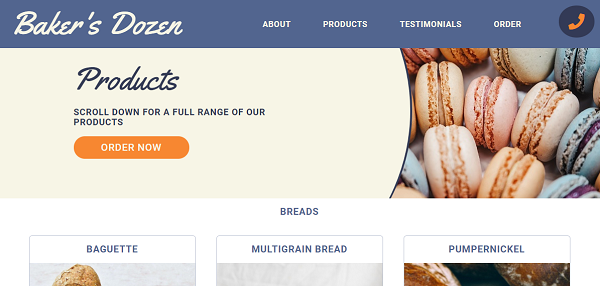 Baker's Dozen
ABOUT PRODUCTS TESTIMONIALS ORDER
Products
SCROLL DOWN FOR A FULL RANGE OF OUR
PRODUCTS
ORDER NOW
BREADS
BAGUETTE MULTIGRAIN BREAD PUMPERNICKEL